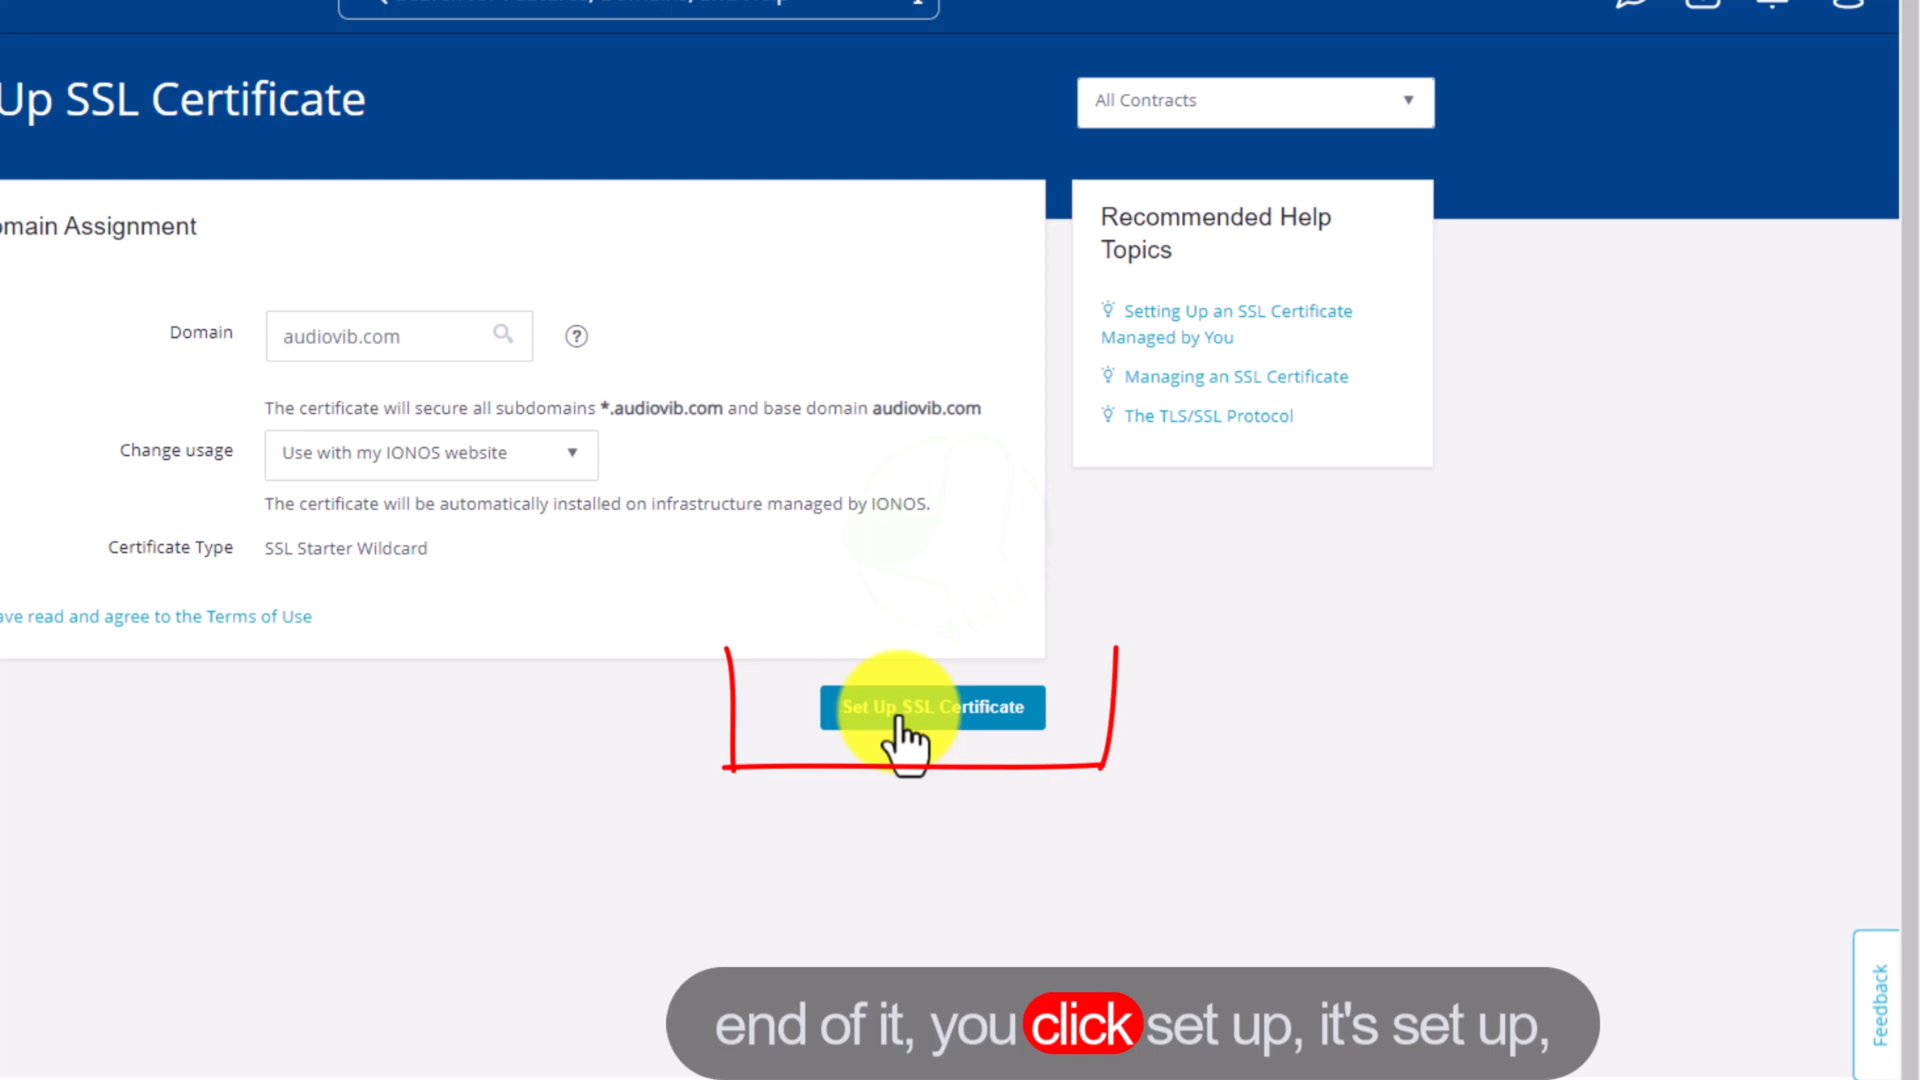 Up SSL Certificate
All Contracts
main Assignment
Domain
audiovib.com
?
The certificate will secure all subdomains *.audiovib.com and base domain audiovib.com
Change usage
Use with my IONOS website
The certificate will be automatically installed on infrastructure managed by IONOS.
Certificate Type
SSL Starter Wildcard
ave read and agree to the Terms of Use
Set Up SSL Certificate
Recommended Help
Topics
Setting Up an SSL Certificate
Managed by You
Managing an SSL Certificate
The TLS/SSL Protocol
Feedback
end of it, you click set up, it's set up,